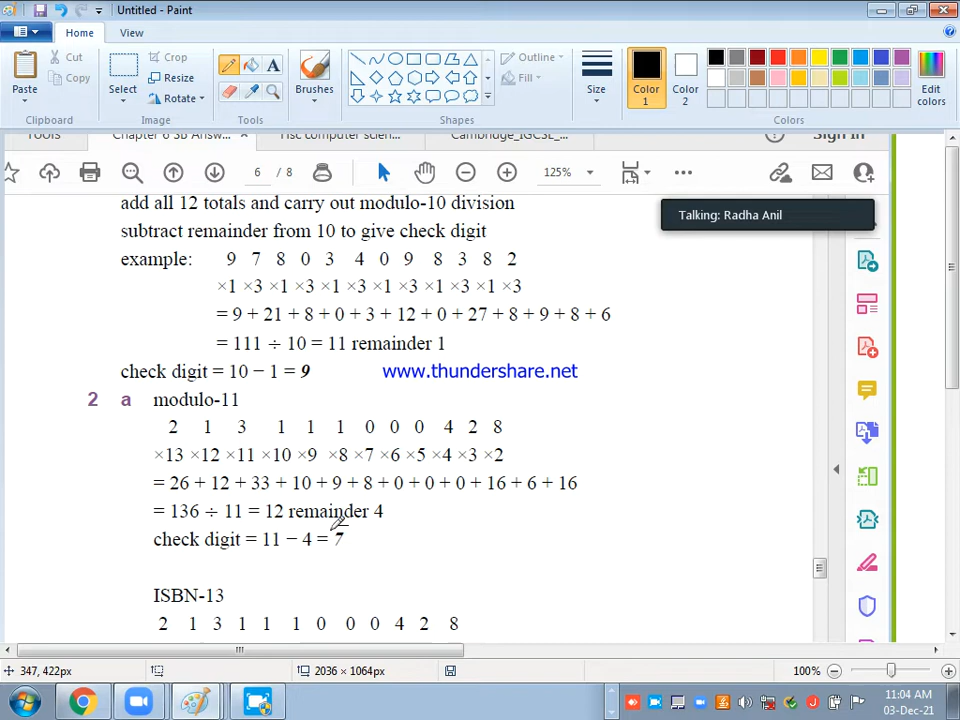 Untitled - Paint
Home View
Cut
Copy
Paste
Clipboard
Select
Crop
Resize
Rotate
Image
Tools
Brushes
Outline
Fill
Shapes
Size
Color 1
Color 2
Edit colors
Colors
Tools Chapter 6 SB Answ... × Hsc computer scien... Cambridge_IGCSE_... Sign In
6 / 8 125%
Talking: Radha Anil
add all 12 totals and carry out modulo-10 division
subtract remainder from 10 to give check digit
example: 9 7 8 0 3 4 0 9 8 3 8 2
×1 ×3 ×1 ×3 ×1 ×3 ×1 ×3 ×1 ×3 ×1 ×3
= 9 + 21 + 8 + 0 + 3 + 12 + 0 + 27 + 8 + 9 + 8 + 6
= 111 ÷ 10 = 11 remainder 1
check digit = 10 − 1 = 9
www.thundershare.net
2 a modulo-11
2 1 3 1 1 1 0 0 0 4 2 8
×13 ×12 ×11 ×10 ×9 ×8 ×7 ×6 ×5 ×4 ×3 ×2
= 26 + 12 + 33 + 10 + 9 + 8 + 0 + 0 + 0 + 16 + 6 + 16
= 136 ÷ 11 = 12 remainder 4
check digit = 11 − 4 = 7
ISBN-13
2 1 3 1 1 1 0 0 0 4 2 8
347, 422px 2036 × 1064px 100%
11:04 AM
03-Dec-21